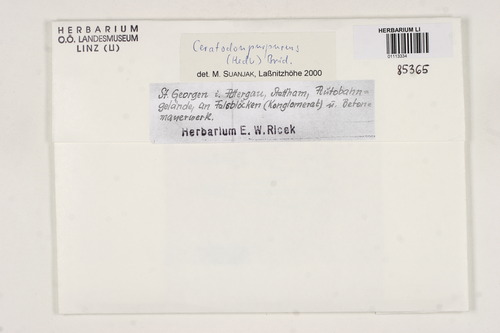 HERBARIUM
O.Ö. LANDESMUSEUM
LINZ (LI)
HERBARIUM LI
01113334
85365
Ceratodon purpureus
(Hedw.) Brid.
det. M. SUANJAK, Laßnitzhöhe 2000
St. Georgen i. Attergau, Autobahn-
gelände, an Felsblöcken (Konglomerat) u. Beton-
mauerwerk.
Herbarium E. W. Ricek